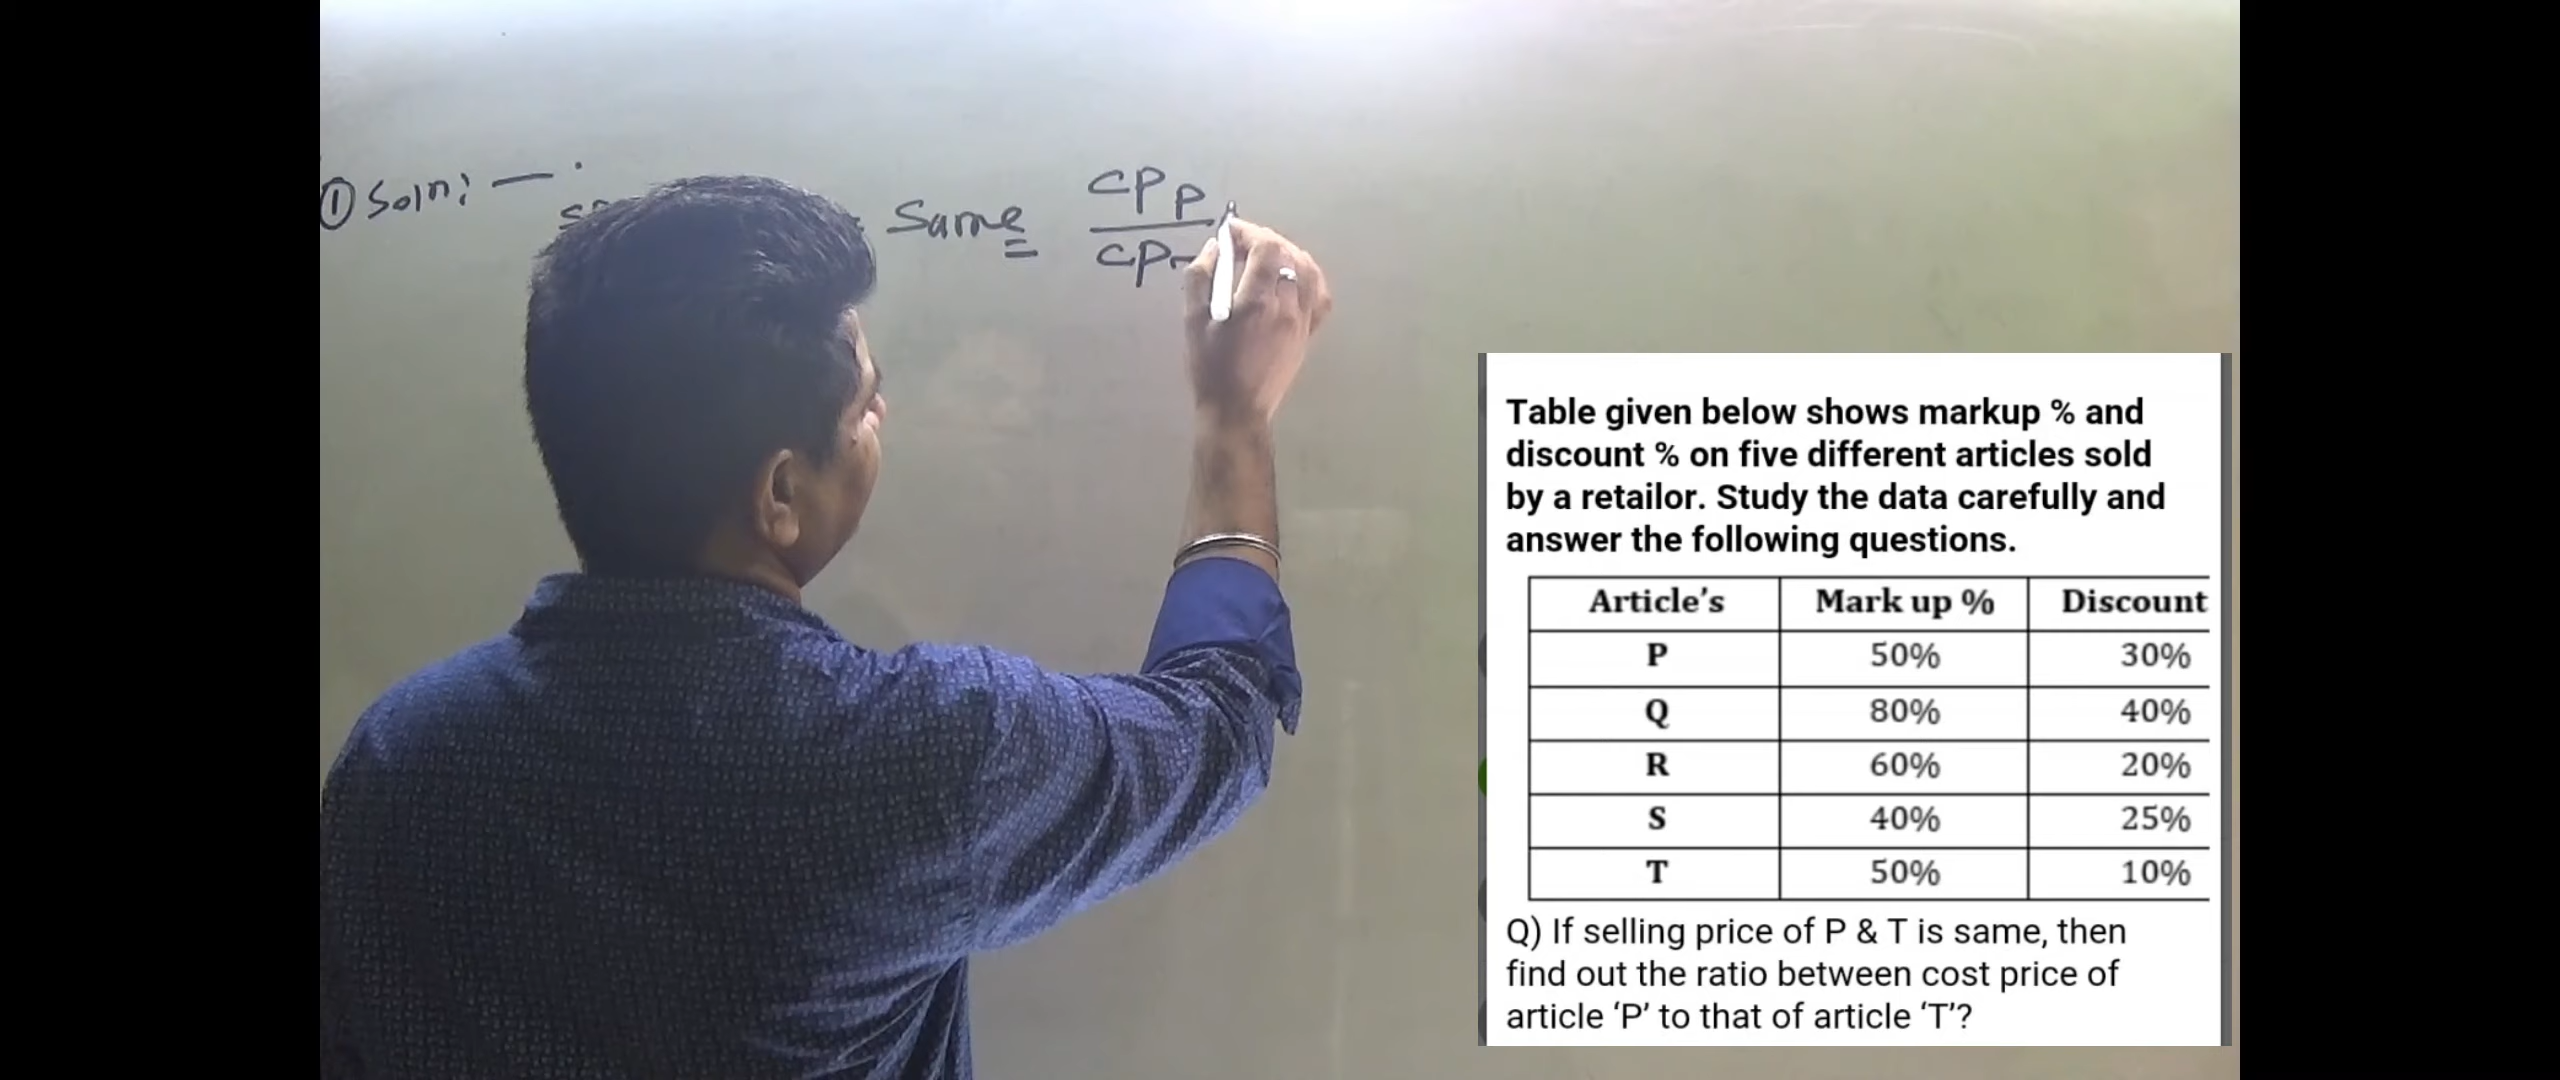 ① Soln: —
Same
CP P
CP
Table given below shows markup % and
discount % on five different articles sold
by a retailor. Study the data carefully and
answer the following questions.
Article's Mark up % Discount
P 50% 30%
Q 80% 40%
R 60% 20%
S 40% 25%
T 50% 10%
Q) If selling price of P & T is same, then
find out the ratio between cost price of
article ‘P’ to that of article ‘T’?